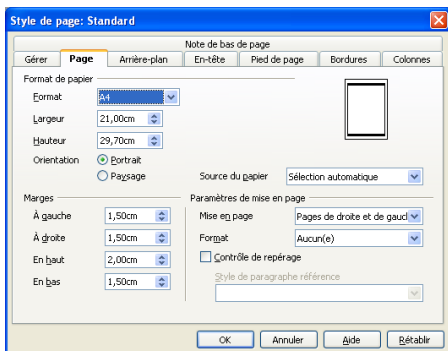 Style de page: Standard
Note de bas de page
Gérer Page Arrière-plan En-tête Pied de page Bordures Colonnes
Format de papier
Format A4
Largeur 21,00cm
Hauteur 29,70cm
Orientation Portrait
Paysage Source du papier Sélection automatique
Marges Paramètres de mise en page
À gauche 1,50cm Mise en page Pages de droite et de gaucl
À droite 1,50cm Format Aucun(e)
En haut 2,00cm Contrôle de repérage
En bas 1,50cm Style de paragraphe référence
OK Annuler Aide Rétablir